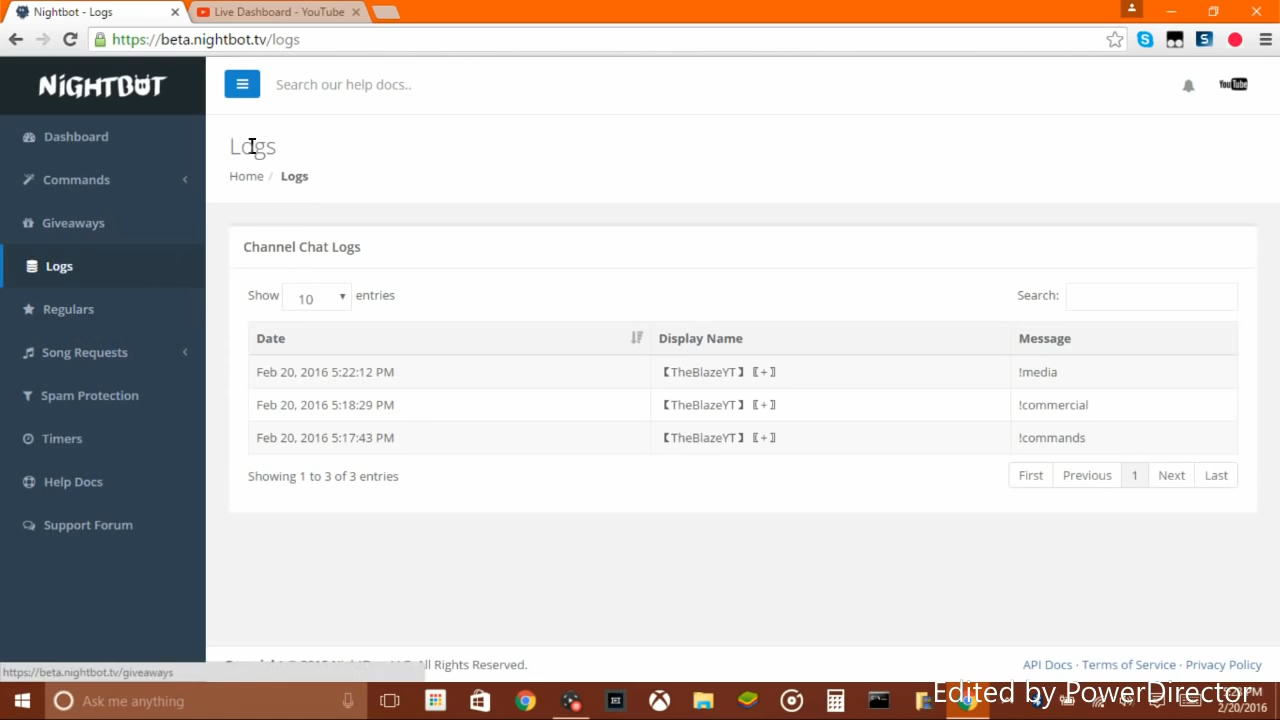 Nightbot - Logs
Live Dashboard - YouTube
https://beta.nightbot.tv/logs
NiGHTBOT
Search our help docs..
YouTube
Dashboard
Commands
Giveaways
Logs
Regulars
Song Requests
Spam Protection
Timers
Help Docs
Support Forum
Logs
Home / Logs
Channel Chat Logs
Show 10 entries
Search:
Date Display Name Message
Feb 20, 2016 5:22:12 PM 【TheBlazeYT】〖+〗 !media
Feb 20, 2016 5:18:29 PM 【TheBlazeYT】〖+〗 !commercial
Feb 20, 2016 5:17:43 PM 【TheBlazeYT】〖+〗 !commands
Showing 1 to 3 of 3 entries
First Previous 1 Next Last
All Rights Reserved.
API Docs · Terms of Service · Privacy Policy
https://beta.nightbot.tv/giveaways
Ask me anything
Edited by PowerDirector
2/20/2016